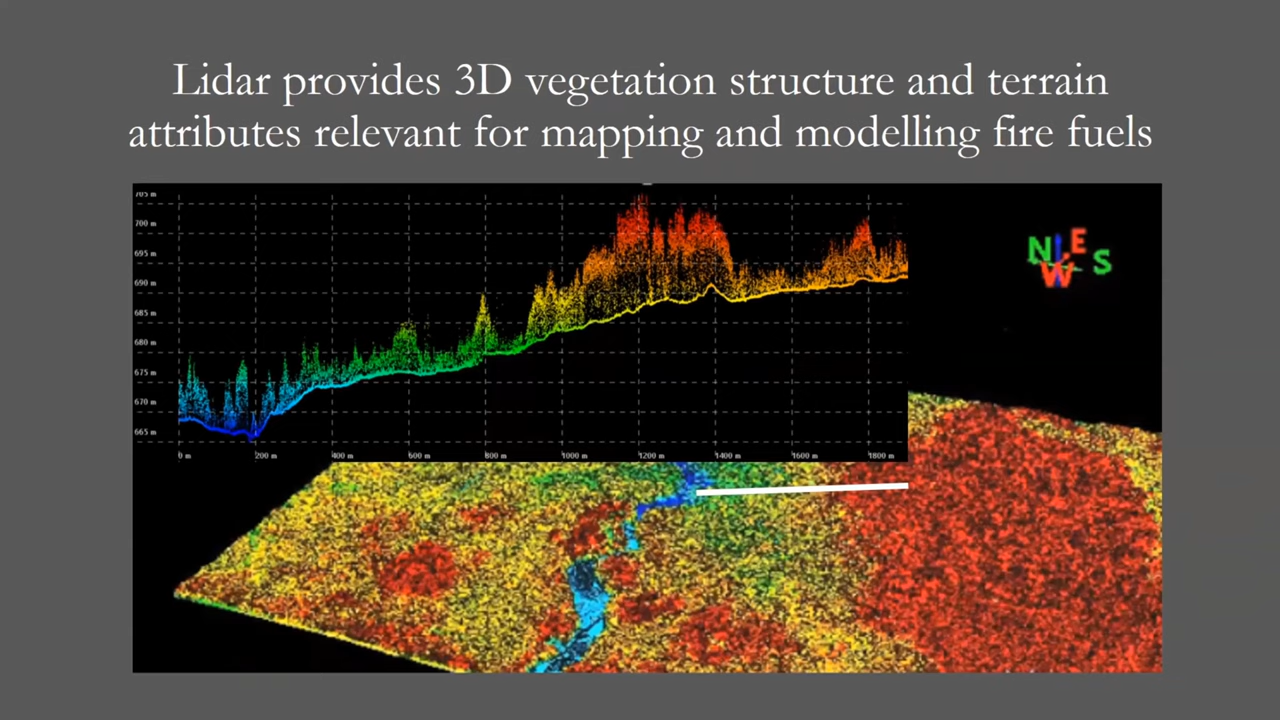 Lidar provides 3D vegetation structure and terrain
attributes relevant for mapping and modelling fire fuels
705 m
700 m
695 m
690 m
685 m
680 m
675 m
670 m
665 m
0 m 200 m 400 m 600 m 800 m 1000 m 1200 m 1400 m 1600 m 1800 m
N E
W S